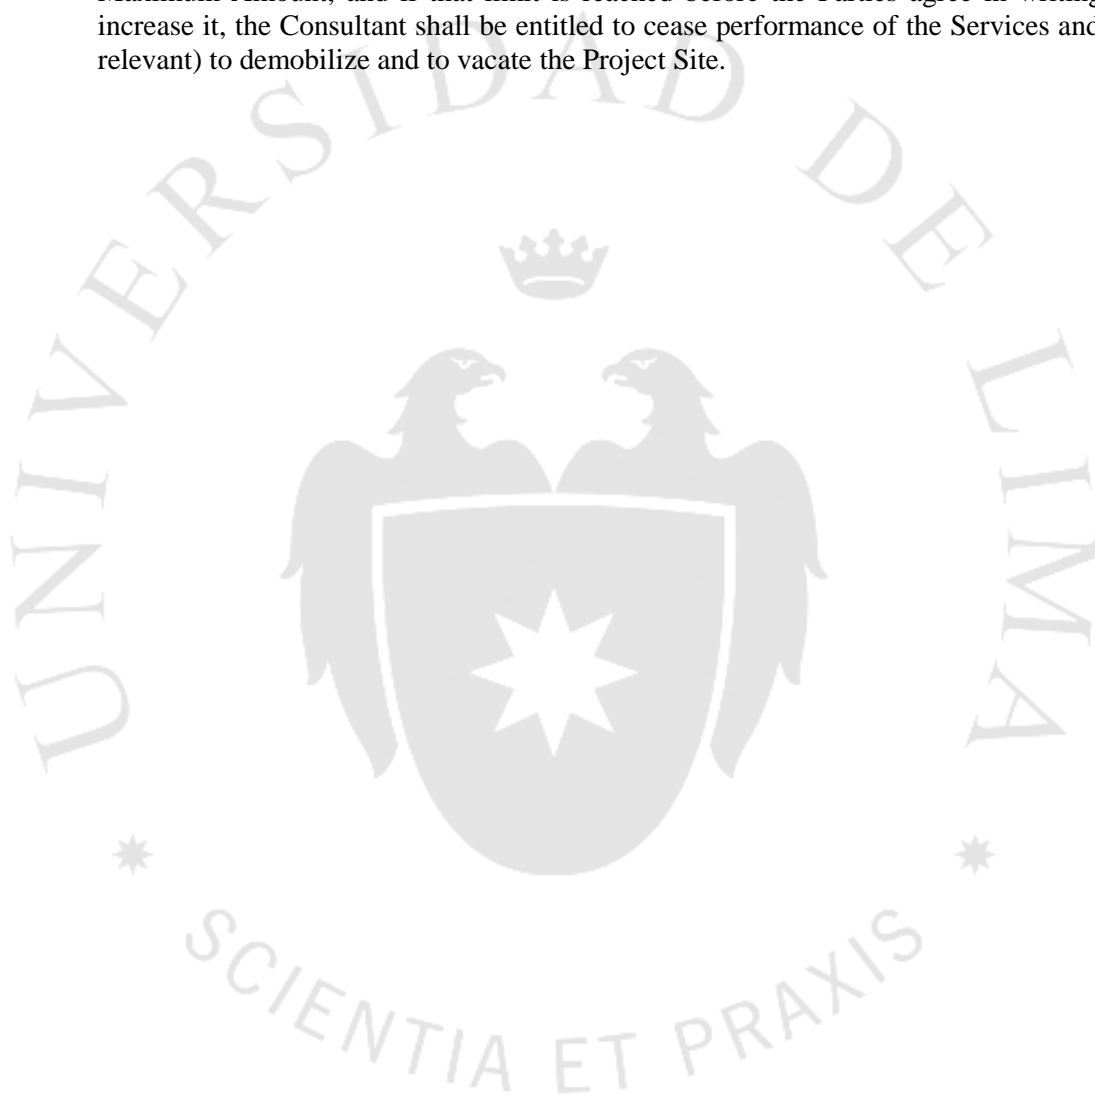 Maximum Amount, and if that limit is reached before the Parties agree in writing
increase it, the Consultant shall be entitled to cease performance of the Services and
relevant) to demobilize and to vacate the Project Site.
UNIVERSIDAD DE LIMA
SCIENTIA ET PRAXIS